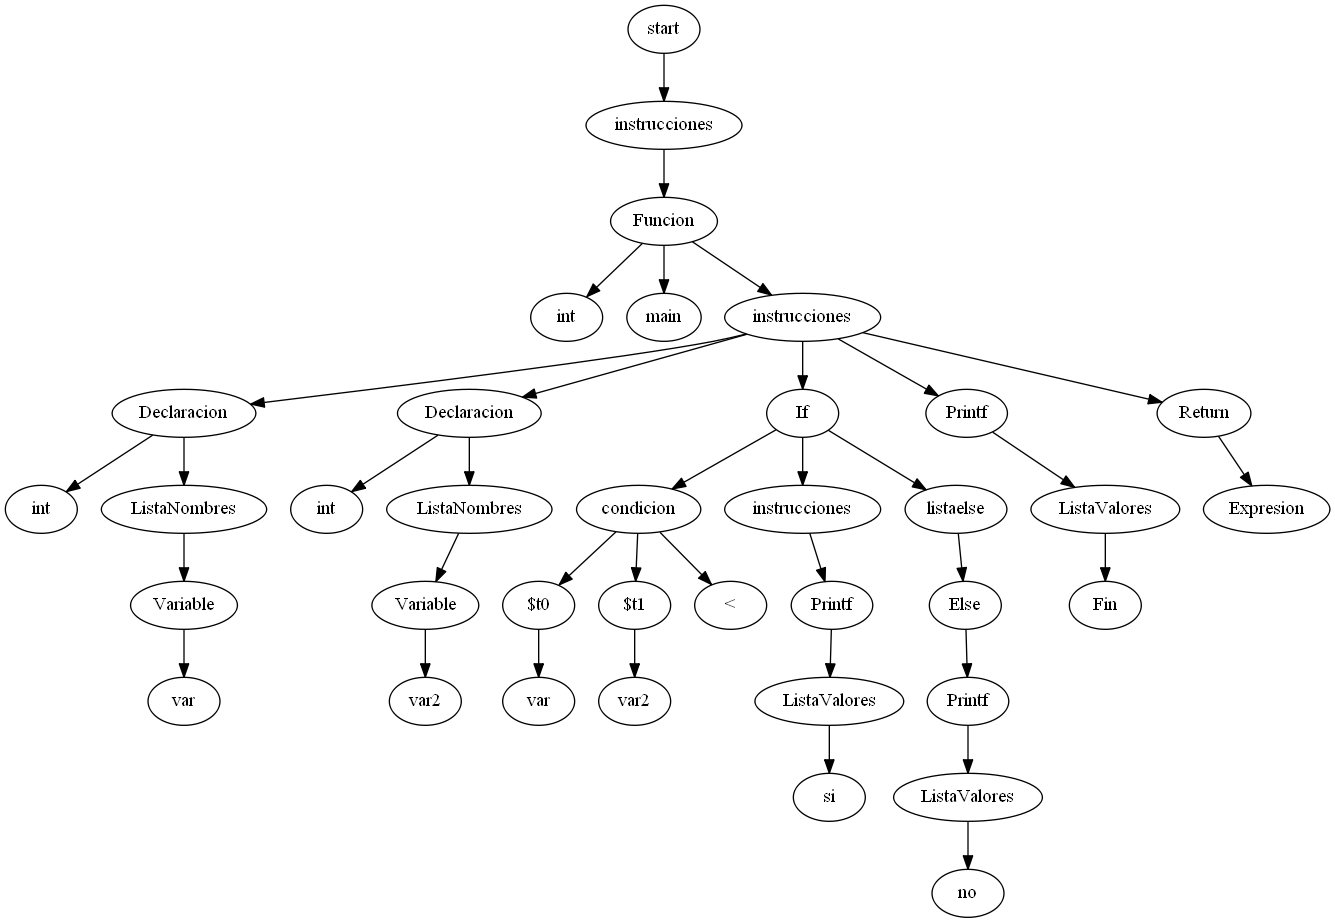 start
instrucciones
Funcion
int main instrucciones
Declaracion Declaracion If Printf Return
int ListaNombres int ListaNombres condicion instrucciones listaelse ListaValores Expresion
Variable Variable $t0 $t1 < Printf Else Fin
var var2 var var2 ListaValores Printf
si ListaValores
no